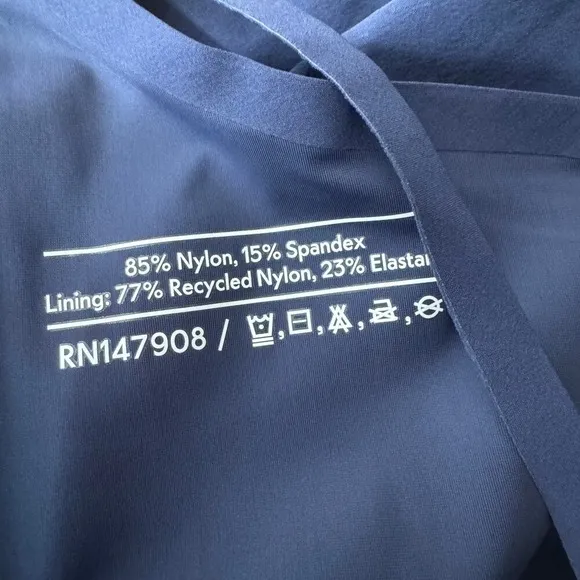 85% Nylon, 15% Spandex
Lining: 77% Recycled Nylon, 23%
RN147908 /